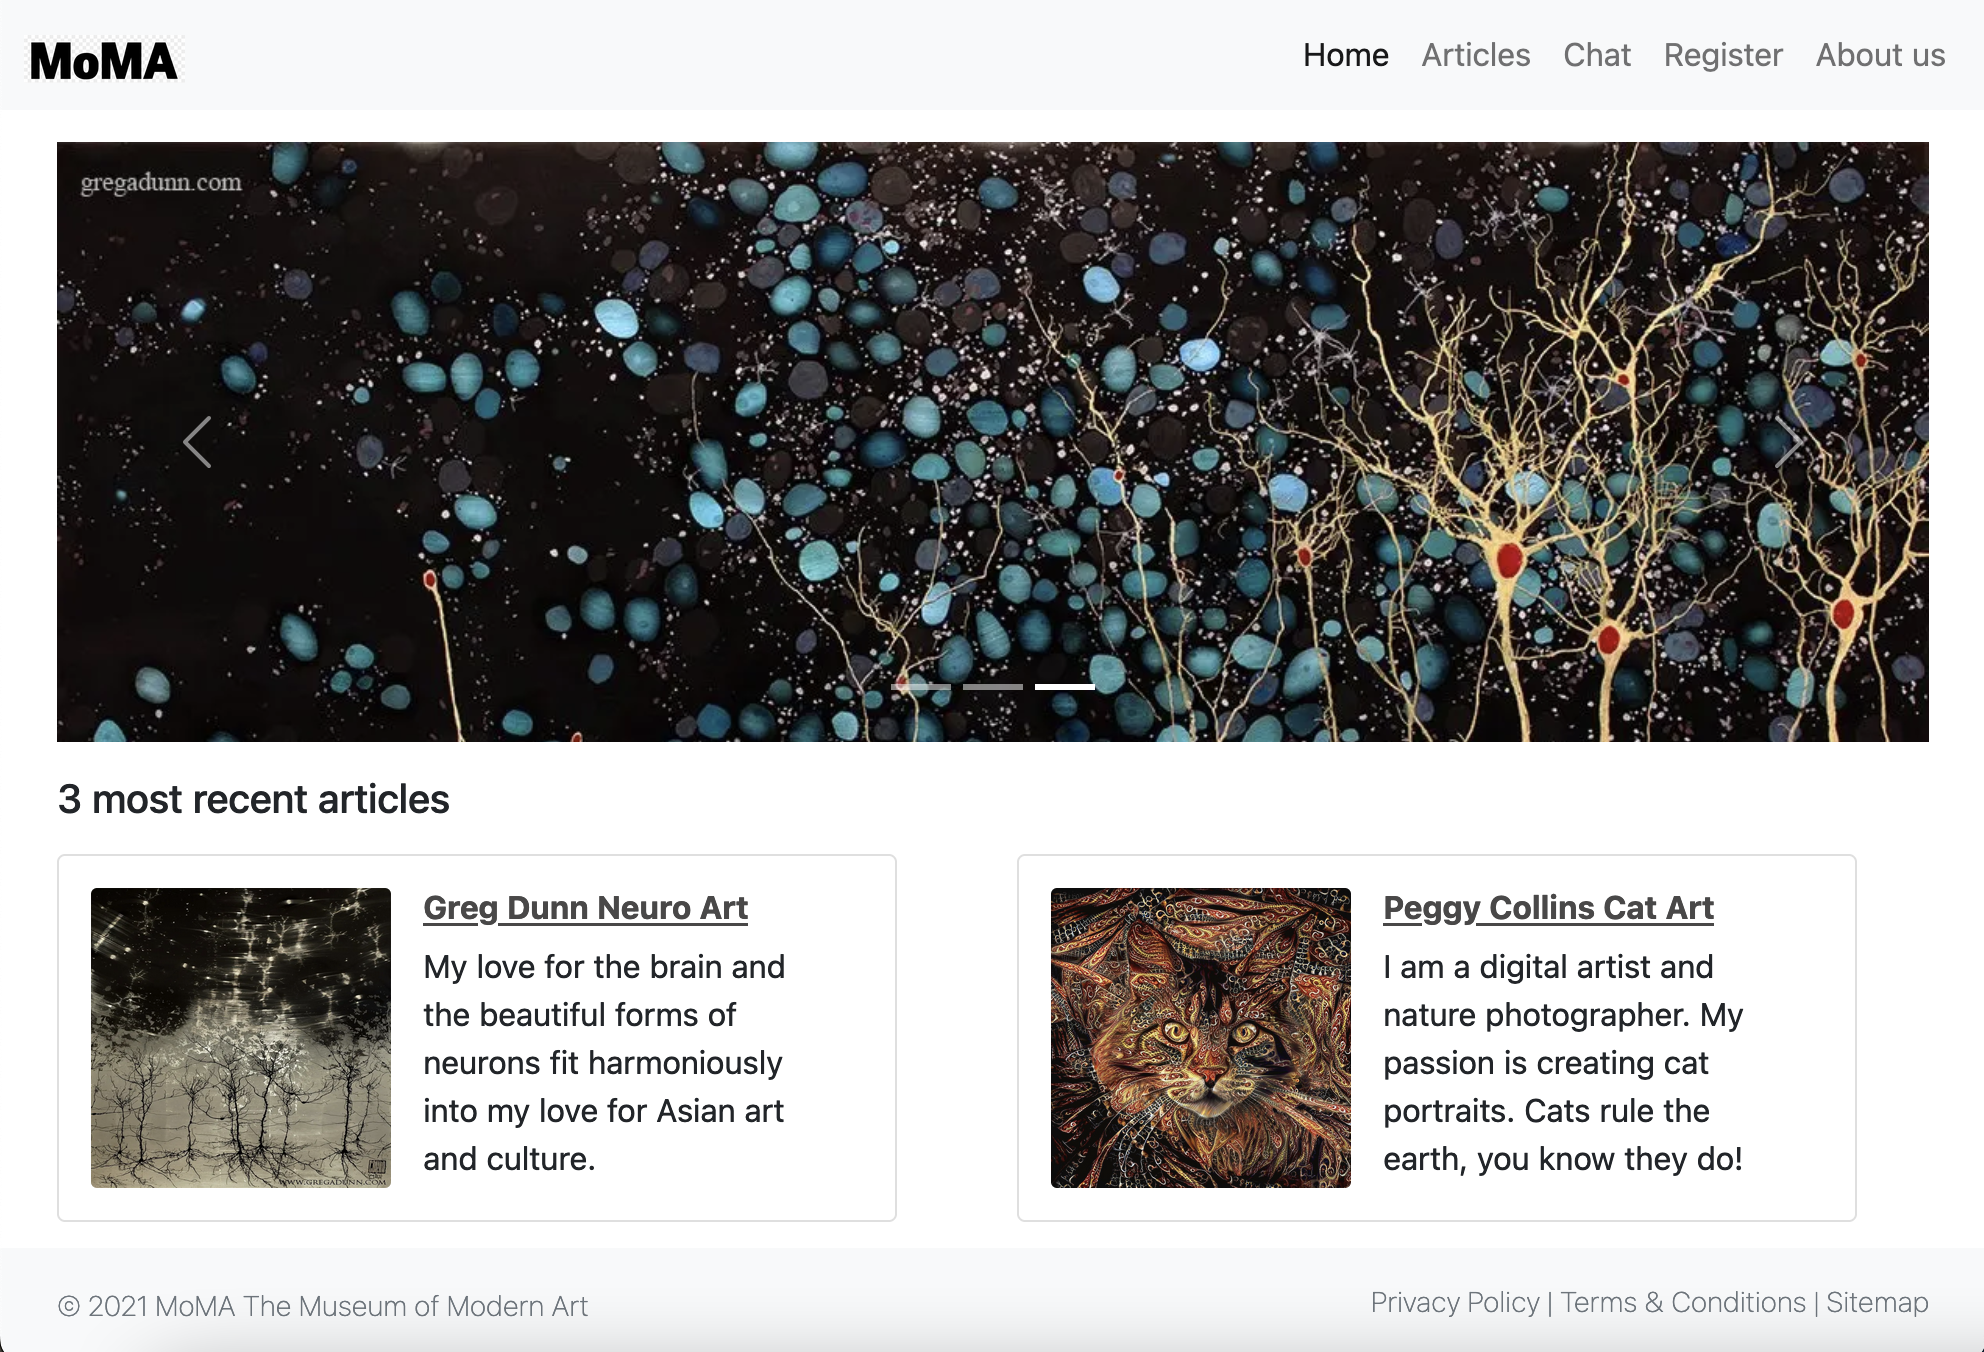 MoMA
Home Articles Chat Register About us
gregadunn.com
3 most recent articles
Greg Dunn Neuro Art
My love for the brain and
the beautiful forms of
neurons fit harmoniously
into my love for Asian art
and culture.
WWW.GREGADUNN.COM
Peggy Collins Cat Art
I am a digital artist and
nature photographer. My
passion is creating cat
portraits. Cats rule the
earth, you know they do!
© 2021 MoMA The Museum of Modern Art
Privacy Policy | Terms & Conditions | Sitemap